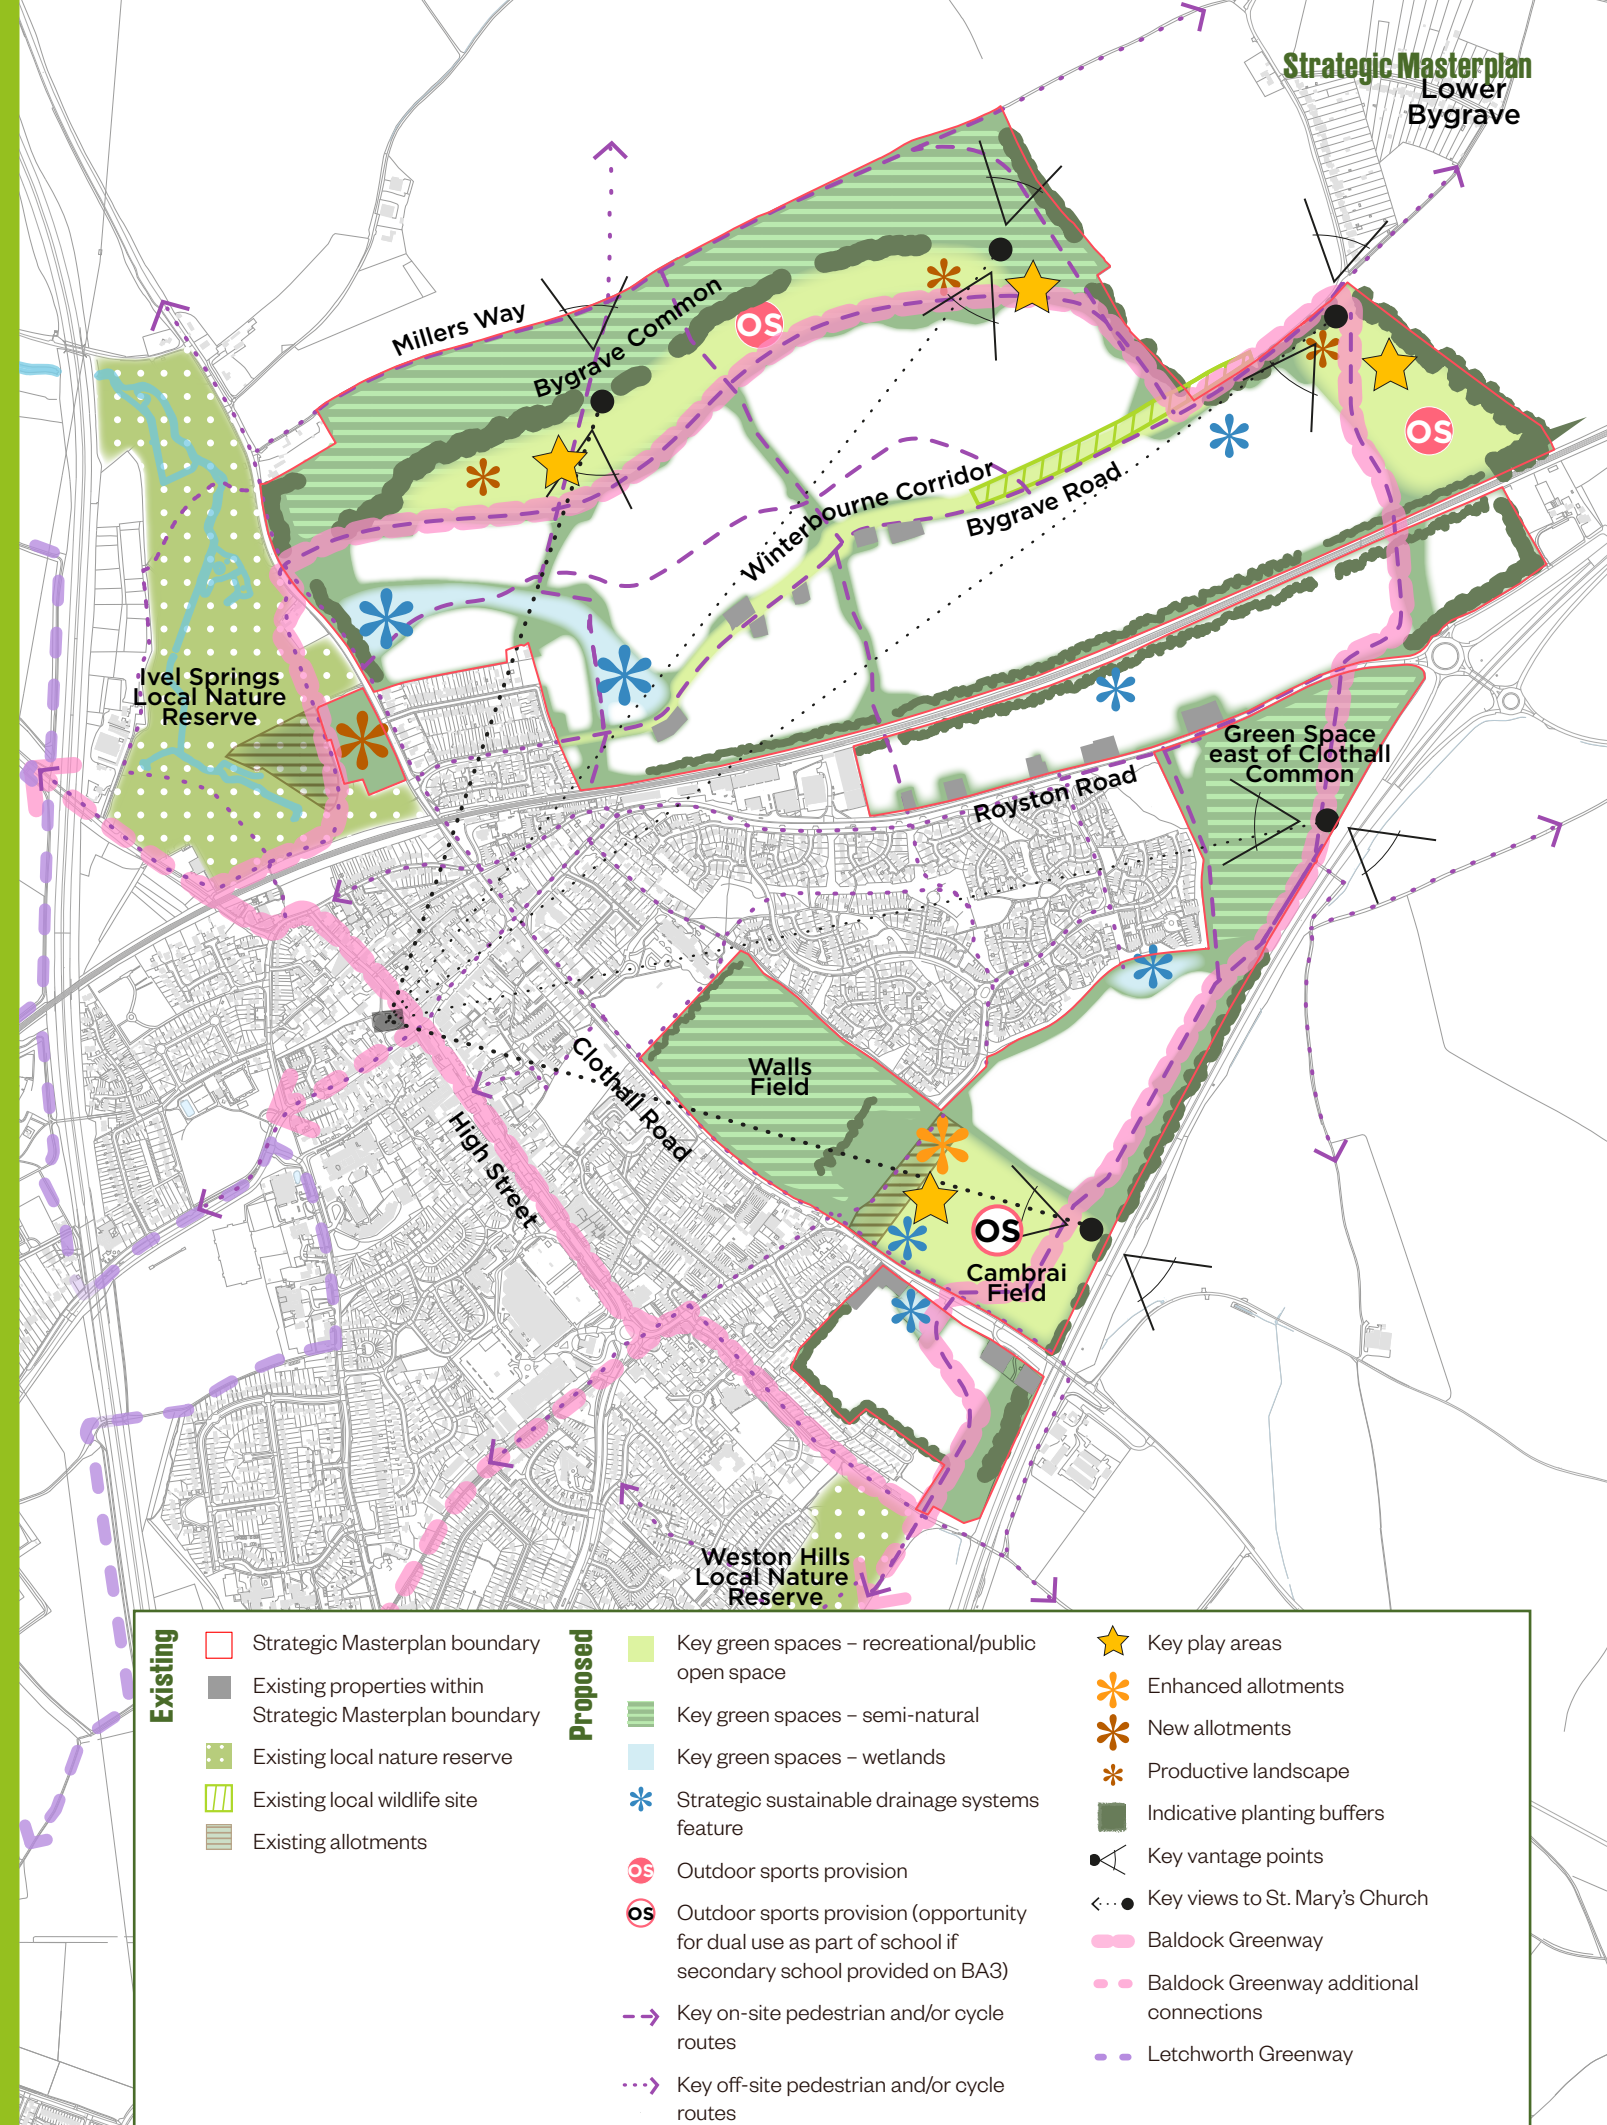 Strategic Masterplan
Lower
Bygrave
Millers Way
Bygrave Common
OS
OS
Winterbourne Corridor
Bygrave Road
Ivel Springs
Local Nature
Reserve
Green Space
east of Clothall
Common
Royston Road
Walls
Field
Clothall Road
High Street
OS
Cambrai
Field
Weston Hills
Local Nature
Reserve
Existing
Strategic Masterplan boundary
Existing properties within
Strategic Masterplan boundary
Existing local nature reserve
Existing local wildlife site
Existing allotments
Proposed
Key green spaces – recreational/public
open space
Key green spaces – semi-natural
Key green spaces – wetlands
Strategic sustainable drainage systems
feature
OS Outdoor sports provision
OS Outdoor sports provision (opportunity
for dual use as part of school if
secondary school provided on BA3)
Key on-site pedestrian and/or cycle
routes
Key off-site pedestrian and/or cycle
routes
Key play areas
Enhanced allotments
New allotments
Productive landscape
Indicative planting buffers
Key vantage points
Key views to St. Mary's Church
Baldock Greenway
Baldock Greenway additional
connections
Letchworth Greenway